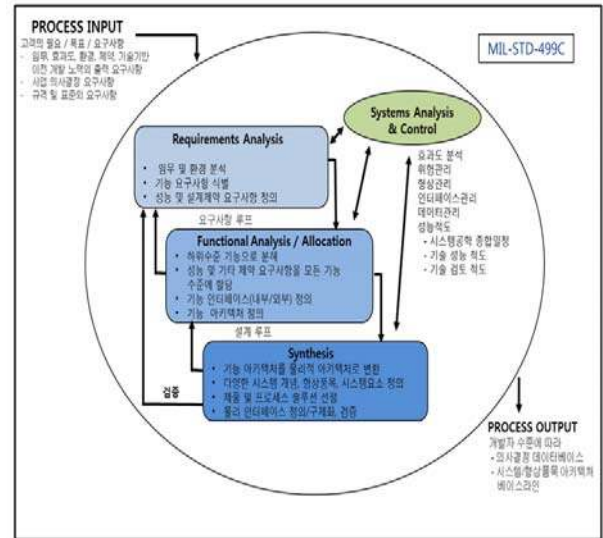 PROCESS INPUT
고객의 필요 / 목표 / 요구사항
- 임무, 효과도, 환경, 제약, 기술기반
이전 개발 노력의 출력 요구사항
- 사업 의사결정 요구사항
- 규격 및 표준의 요구사항
MIL-STD-499C
Systems Analysis
& Control
효과도 분석
위험관리
형상관리
인터페이스관리
데이터관리
성능척도
• 시스템공학 종합일정
• 기술 성능 척도
• 기술 검토 척도
Requirements Analysis
• 임무 및 환경 분석
• 기능 요구사항 식별
• 성능 및 설계제약 요구사항 정의
요구사항 루프
Functional Analysis / Allocation
• 하위수준 기능으로 분해
• 성능 및 기타 제약 요구사항을 모든 기능
수준에 할당
• 기능 인터페이스(내부/외부) 정의
• 기능 아키텍처 정의
설계 루프
Synthesis
• 기능 아키텍처를 물리적 아키텍처로 변환
• 다양한 시스템 개념, 형상품목, 시스템요소 정의
• 제품 및 프로세스 솔루션 선정
• 물리 인터페이스 정의/구체화, 검증
검증
PROCESS OUTPUT
개발자 수준에 따라
• 의사결정 데이터베이스
• 시스템/형상품목 아키텍처
베이스라인